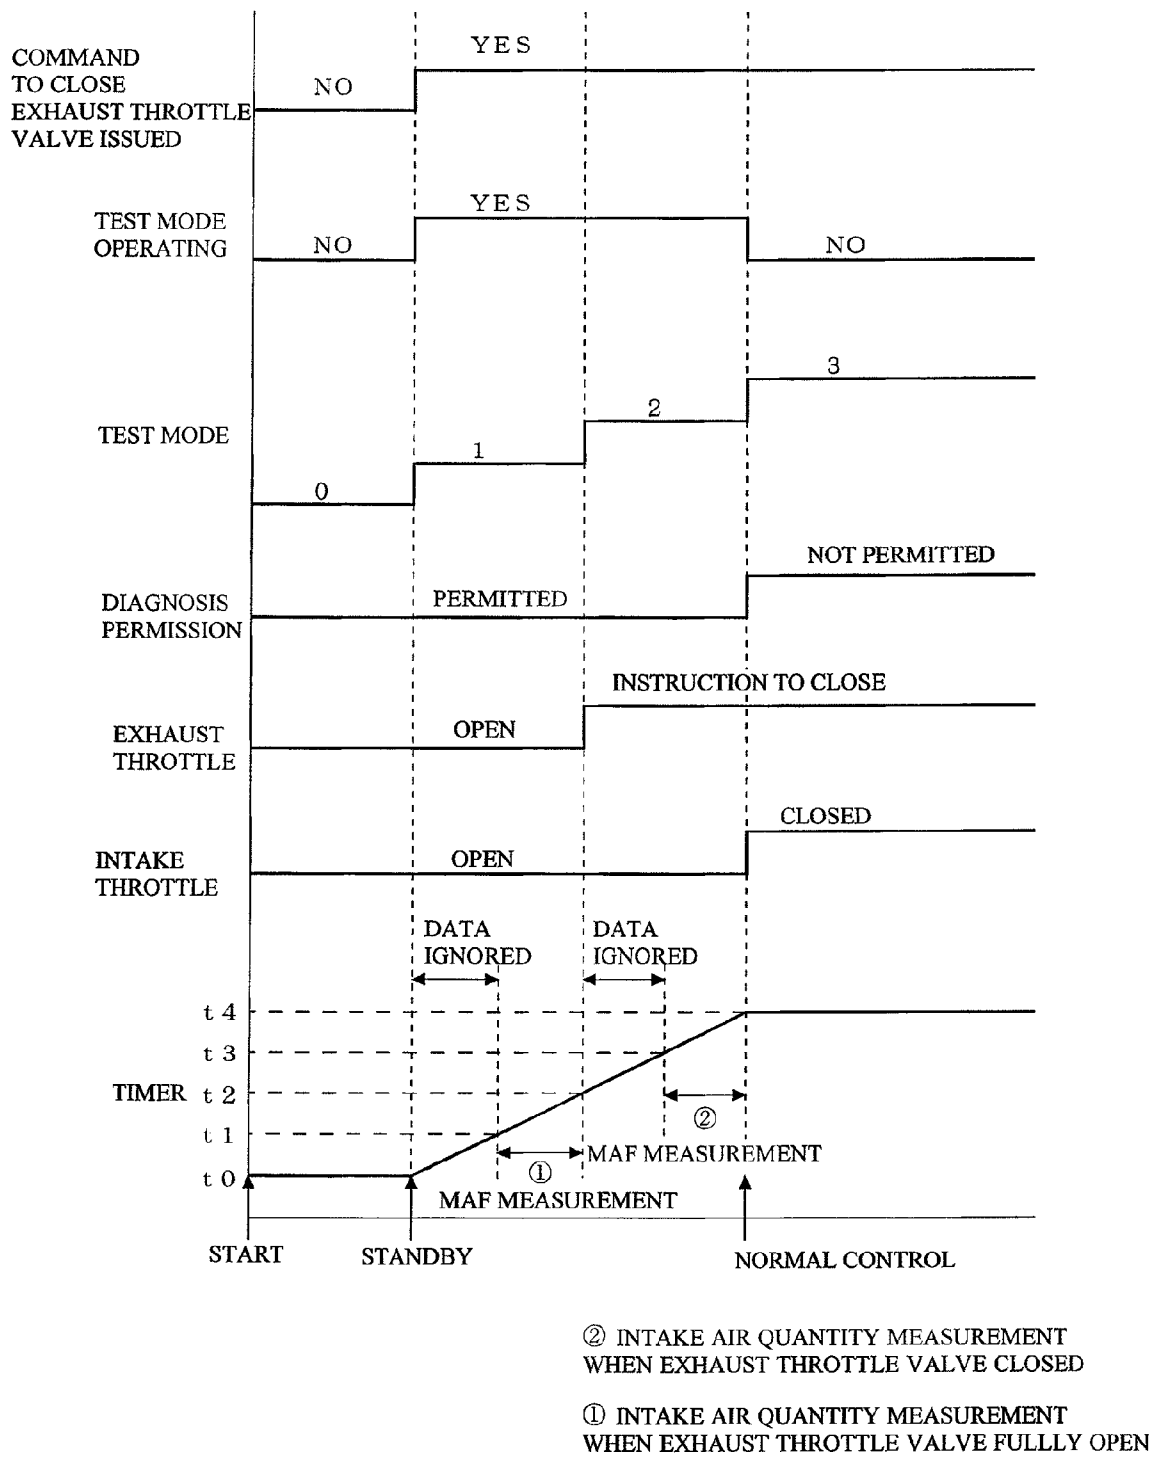 COMMAND
TO CLOSE
EXHAUST THROTTLE
VALVE ISSUED
NO
YES
TEST MODE
OPERATING
NO
YES
NO
TEST MODE
0
1
2
3
DIAGNOSIS
PERMISSION
PERMITTED
NOT PERMITTED
EXHAUST
THROTTLE
OPEN
INSTRUCTION TO CLOSE
INTAKE
THROTTLE
OPEN
CLOSED
DATA
IGNORED
DATA
IGNORED
TIMER
t 4
t 3
t 2
t 1
t 0
②
MAF MEASUREMENT
①
MAF MEASUREMENT
START
STANDBY
NORMAL CONTROL
② INTAKE AIR QUANTITY MEASUREMENT
WHEN EXHAUST THROTTLE VALVE CLOSED
① INTAKE AIR QUANTITY MEASUREMENT
WHEN EXHAUST THROTTLE VALVE FULLLY OPEN